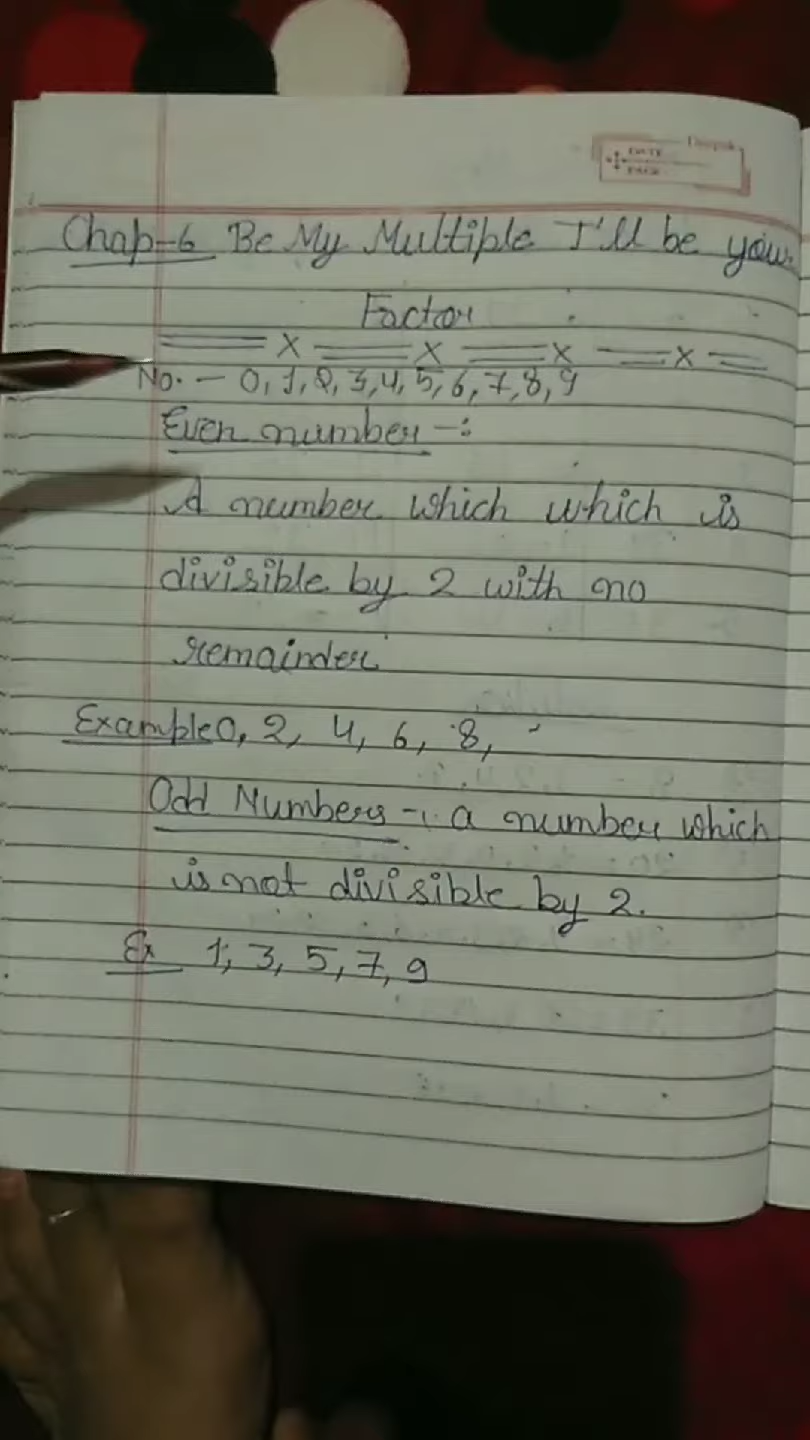 DATE
PAGE
Chap-6 Be My Multiple I'll be your
Factor
X X X X
No. - 0, 1, 2, 3, 4, 5, 6, 7, 8, 9
Even number -:
A number which which is
divisible by 2 with no
remainder
Example 0, 2, 4, 6, 8,
Odd Numbers -: a number which
is not divisible by 2.
Ex 1, 3, 5, 7, 9